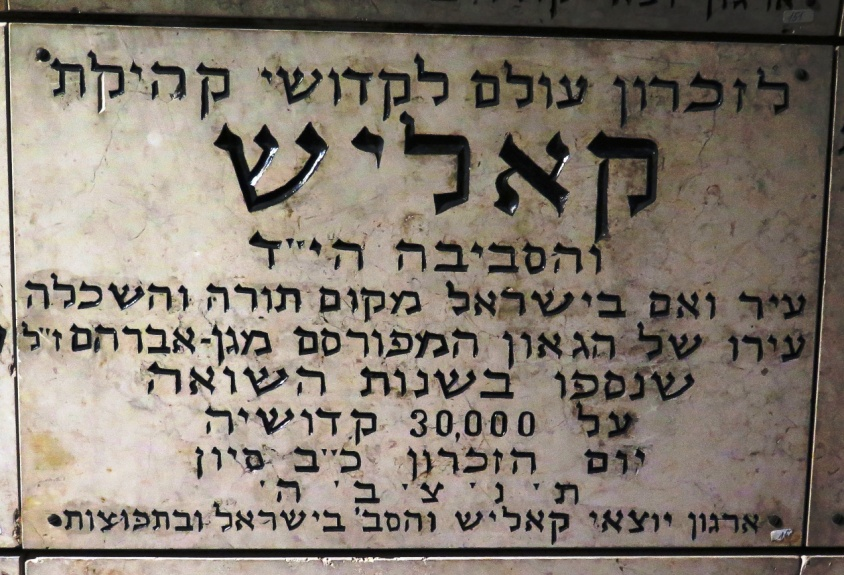 לזכרון עולם לקדושי קהילת
קאליש
והסביבה הי״ד
עיר ואם בישראל מקום תורה והשכלה
עירו של הגאון המפורסם מגן-אברהם ז״ל
שנספו בשנות השואה
על 30,000 קדושיה
יום הזכרון כ״ב סיון
ת׳ נ׳ צ׳ ב׳ ה׳
ארגון יוצאי קאליש והסב׳ בישראל ובתפוצות